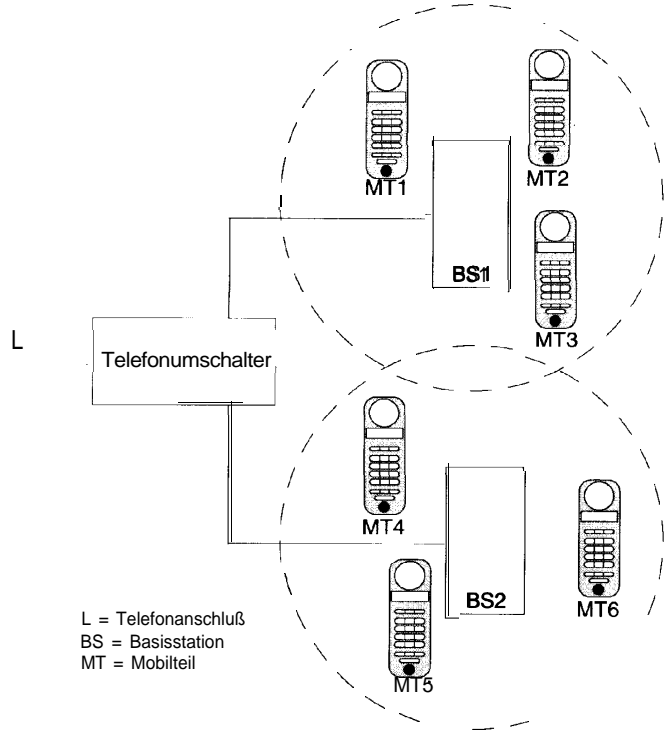 MT1
MT2
BS1
MT3
L
Telefonumschalter
MT4
BS2
MT6
MT5
L = Telefonanschluß
BS = Basisstation
MT = Mobilteil